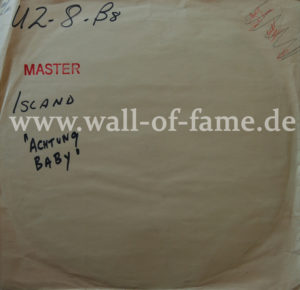 U2-8-B8
MASTER
ISLAND
www.wall-of-fame.de
"ACHTUNG
BABY"